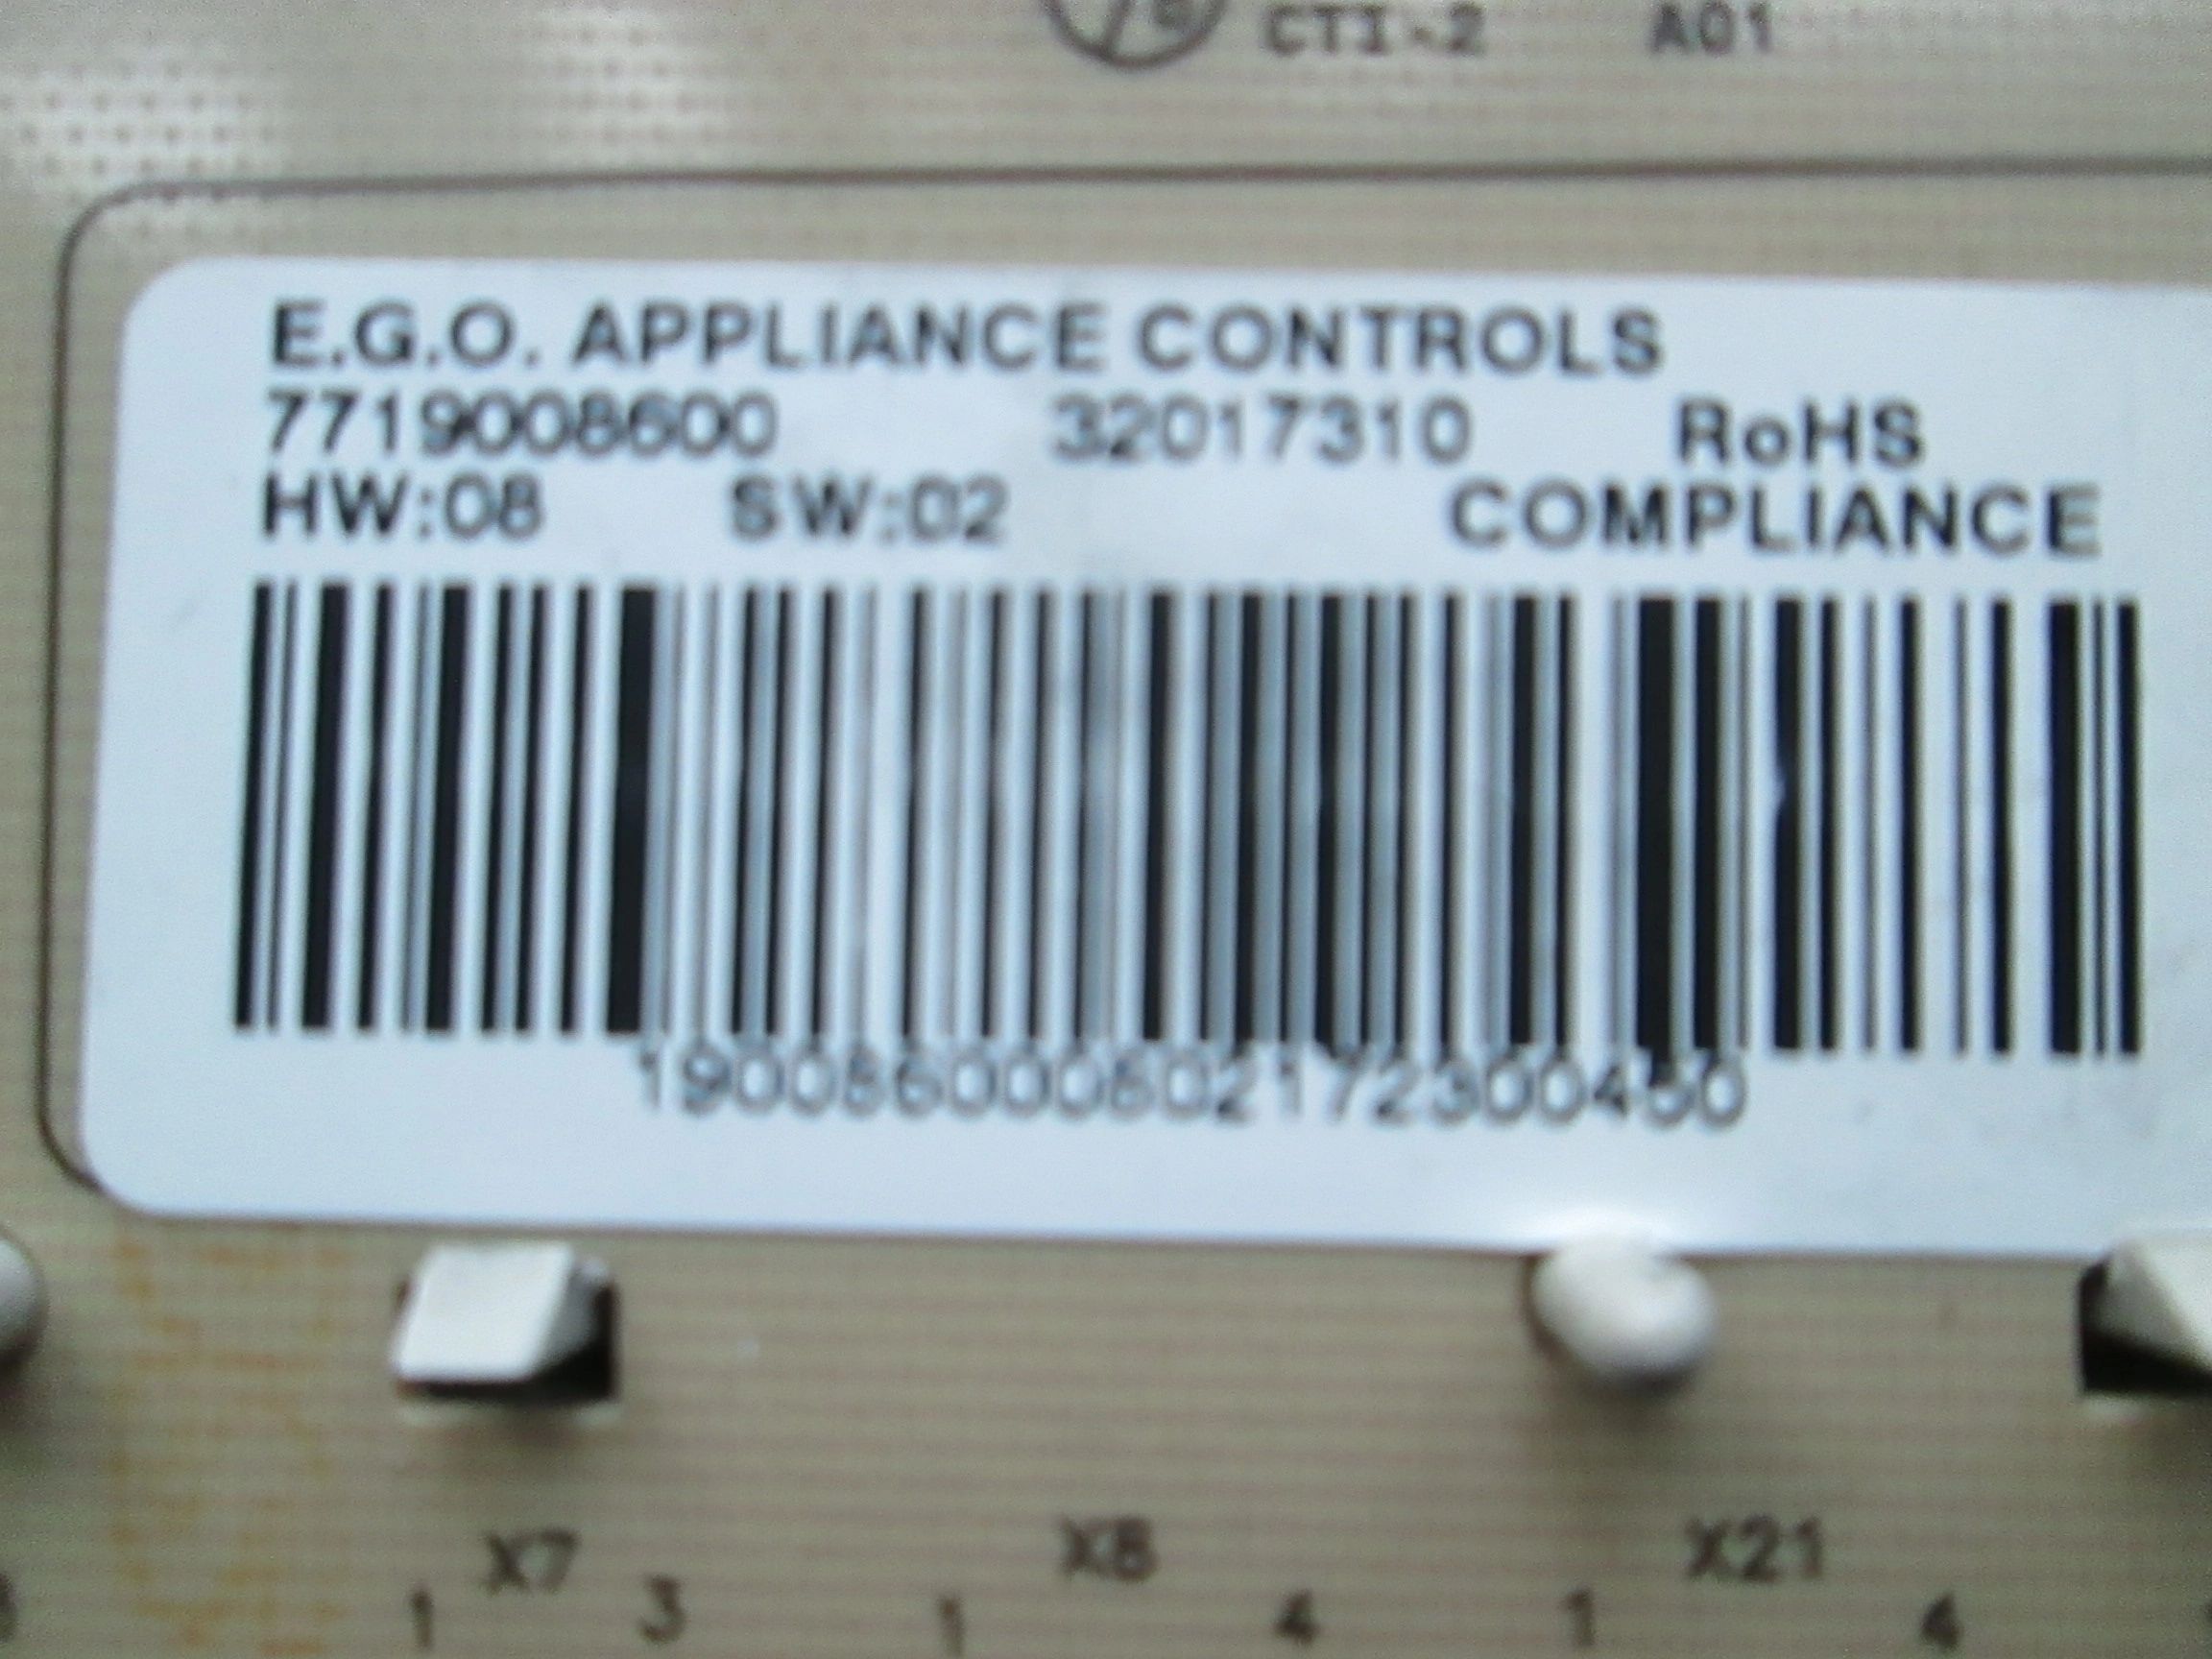 CTI-2 A01
E.G.O. APPLIANCE CONTROLS
7719008600 32017310 RoHS
HW:08 SW:02 COMPLIANCE
X7 X8 X21
1 3 1 4 1 4